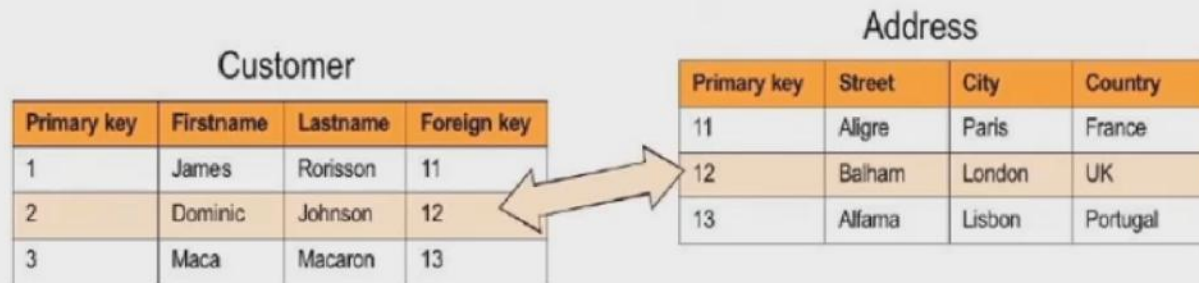 Customer
Primary key Firstname Lastname Foreign key
1 James Rorisson 11
2 Dominic Johnson 12
3 Maca Macaron 13
Address
Primary key Street City Country
11 Aligre Paris France
12 Balham London UK
13 Alfama Lisbon Portugal